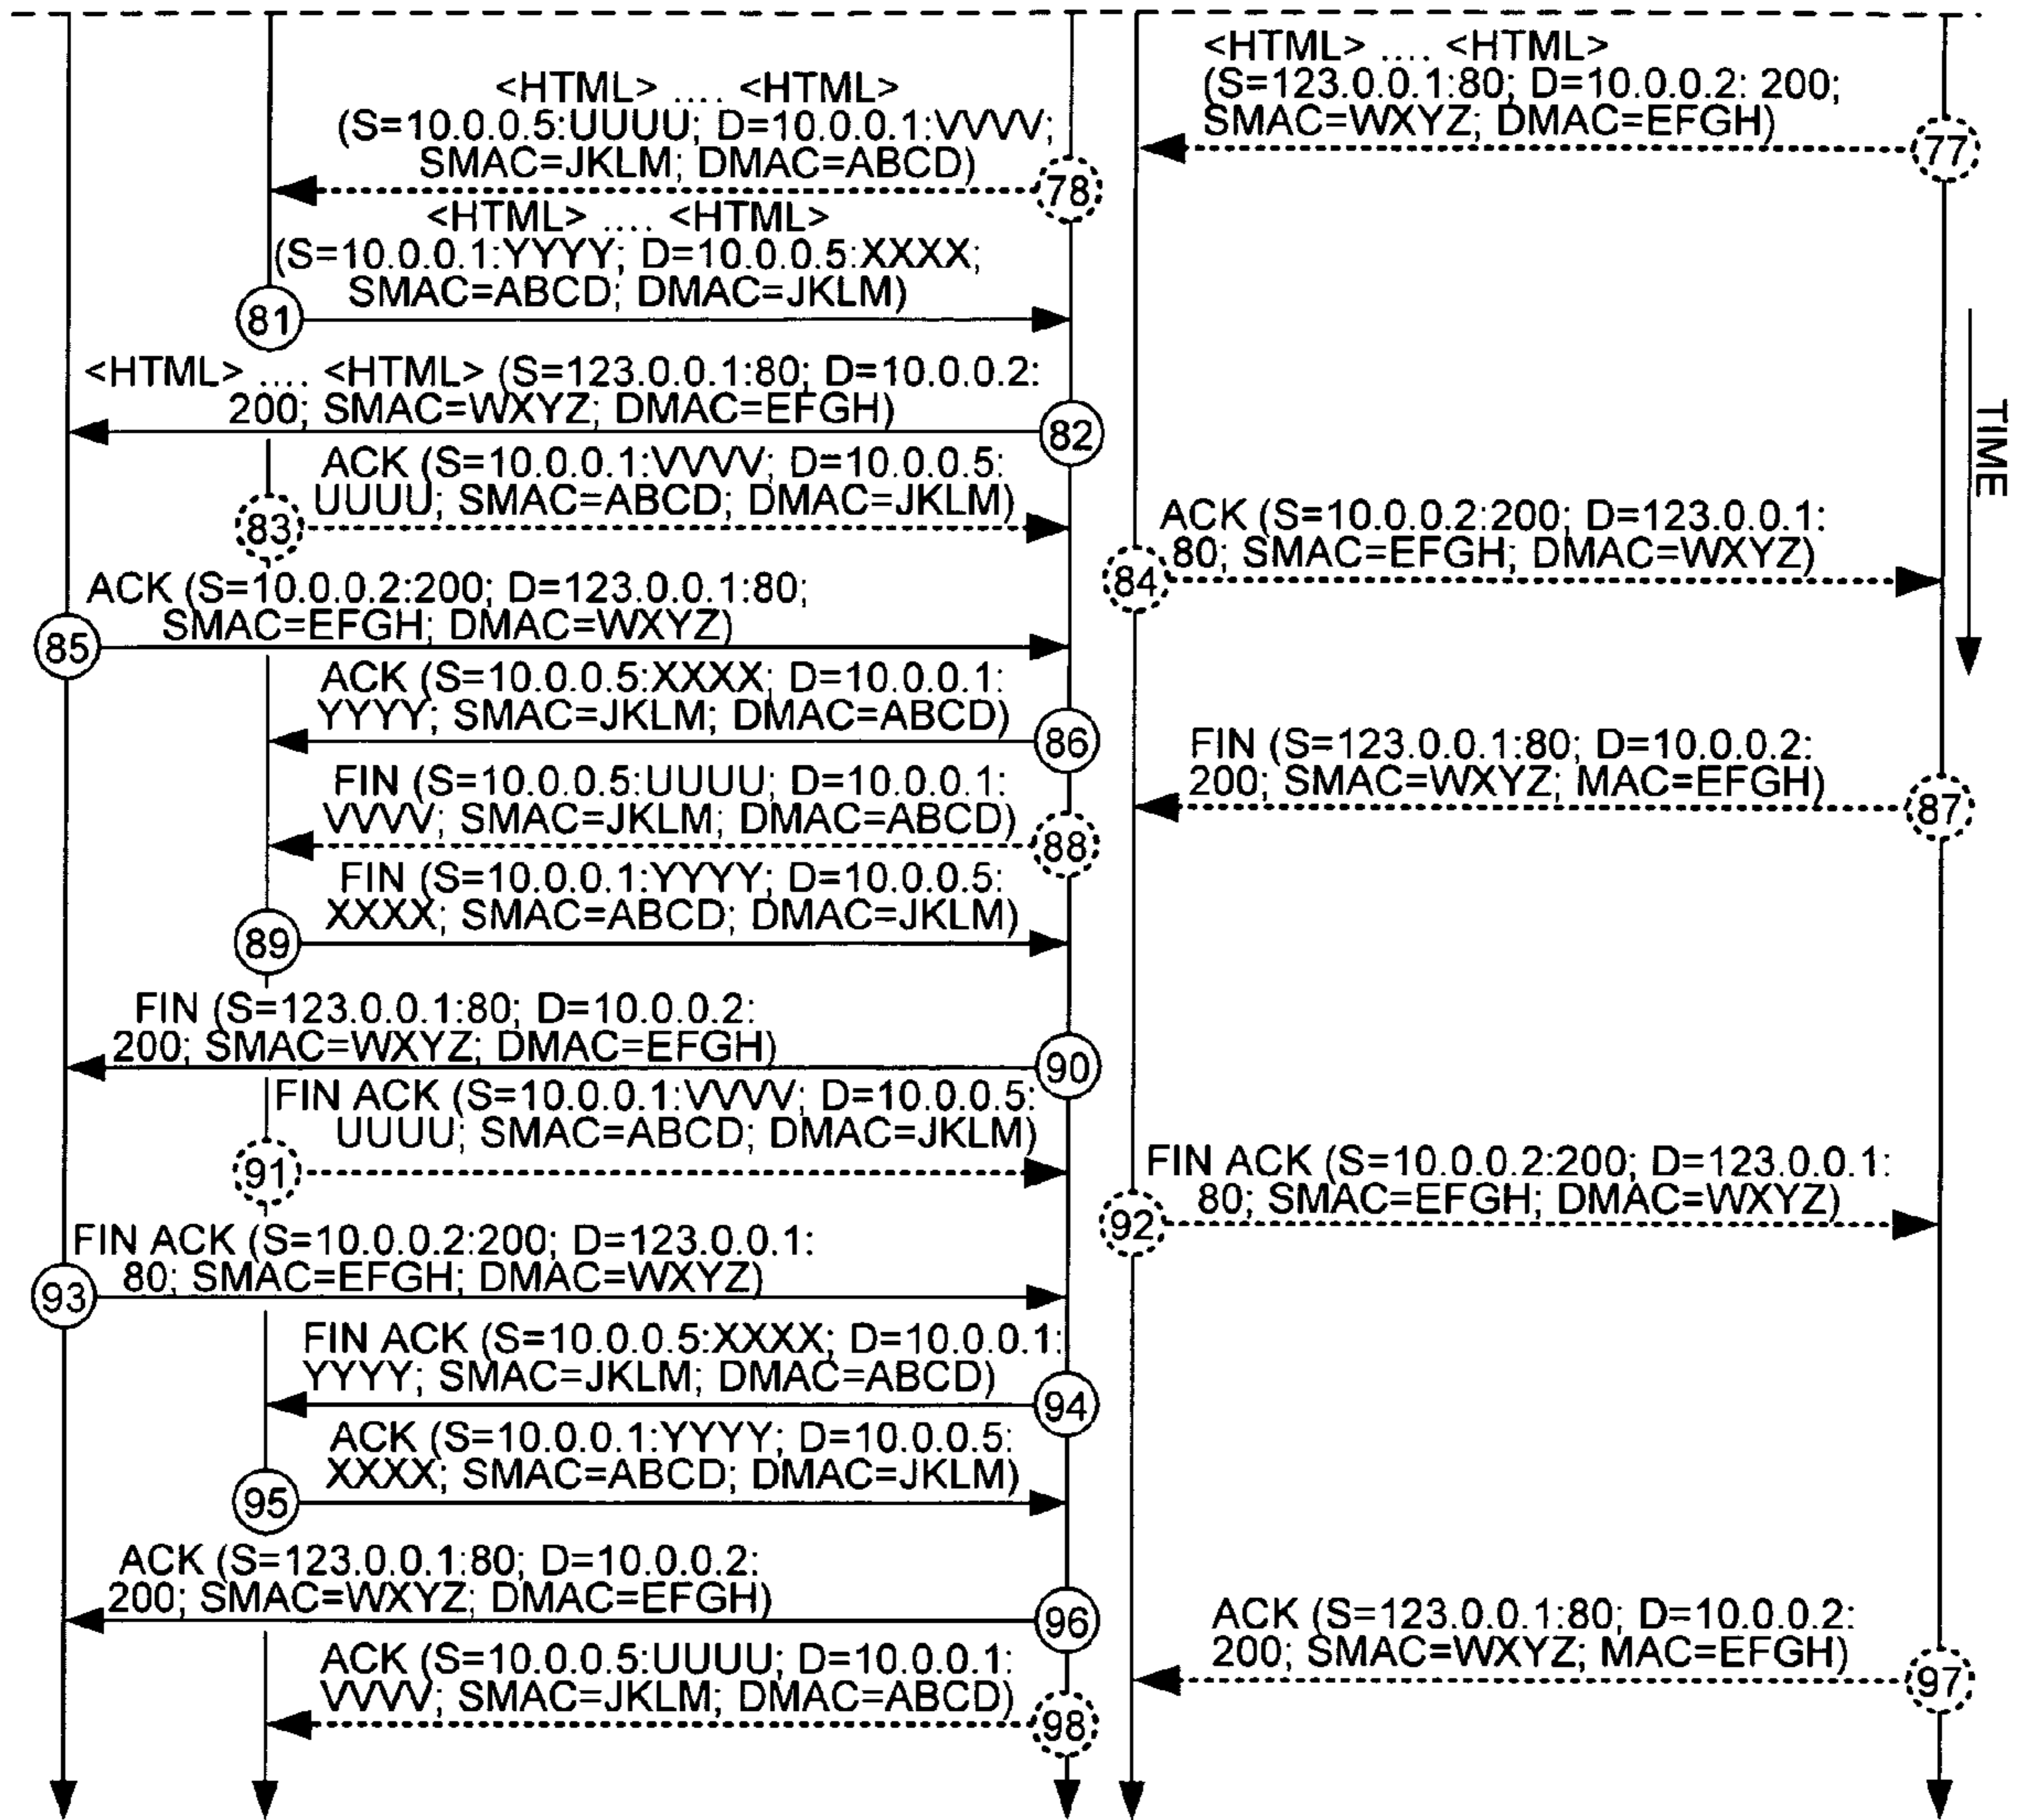 <HTML> .... <HTML>
(S=123.0.0.1:80; D=10.0.0.2: 200;
SMAC=WXYZ; DMAC=EFGH)
77
<HTML> .... <HTML>
(S=10.0.0.5:UUUU; D=10.0.0.1:VVVV;
SMAC=JKLM; DMAC=ABCD)
78
<HTML> .... <HTML>
(S=10.0.0.1:YYYY; D=10.0.0.5:XXXX;
SMAC=ABCD; DMAC=JKLM)
81
<HTML> .... <HTML> (S=123.0.0.1:80; D=10.0.0.2:
200; SMAC=WXYZ; DMAC=EFGH)
82
TIME
ACK (S=10.0.0.1:VVVV; D=10.0.0.5:
UUUU; SMAC=ABCD; DMAC=JKLM)
83
ACK (S=10.0.0.2:200; D=123.0.0.1:
80; SMAC=EFGH; DMAC=WXYZ)
84
ACK (S=10.0.0.2:200; D=123.0.0.1:80;
SMAC=EFGH; DMAC=WXYZ)
85
ACK (S=10.0.0.5:XXXX; D=10.0.0.1:
YYYY; SMAC=JKLM; DMAC=ABCD)
86
FIN (S=123.0.0.1:80; D=10.0.0.2:
200; SMAC=WXYZ; MAC=EFGH)
87
FIN (S=10.0.0.5:UUUU; D=10.0.0.1:
VVVV; SMAC=JKLM; DMAC=ABCD)
88
FIN (S=10.0.0.1:YYYY; D=10.0.0.5:
XXXX; SMAC=ABCD; DMAC=JKLM)
89
FIN (S=123.0.0.1:80; D=10.0.0.2:
200; SMAC=WXYZ; DMAC=EFGH)
90
FIN ACK (S=10.0.0.1:VVVV; D=10.0.0.5:
UUUU; SMAC=ABCD; DMAC=JKLM)
91
FIN ACK (S=10.0.0.2:200; D=123.0.0.1:
80; SMAC=EFGH; DMAC=WXYZ)
92
FIN ACK (S=10.0.0.2:200; D=123.0.0.1:
80; SMAC=EFGH; DMAC=WXYZ)
93
FIN ACK (S=10.0.0.5:XXXX; D=10.0.0.1:
YYYY; SMAC=JKLM; DMAC=ABCD)
94
ACK (S=10.0.0.1:YYYY; D=10.0.0.5:
XXXX; SMAC=ABCD; DMAC=JKLM)
95
ACK (S=123.0.0.1:80; D=10.0.0.2:
200; SMAC=WXYZ; DMAC=EFGH)
96
ACK (S=123.0.0.1:80; D=10.0.0.2:
200; SMAC=WXYZ; MAC=EFGH)
97
ACK (S=10.0.0.5:UUUU; D=10.0.0.1:
VVVV; SMAC=JKLM; DMAC=ABCD)
98